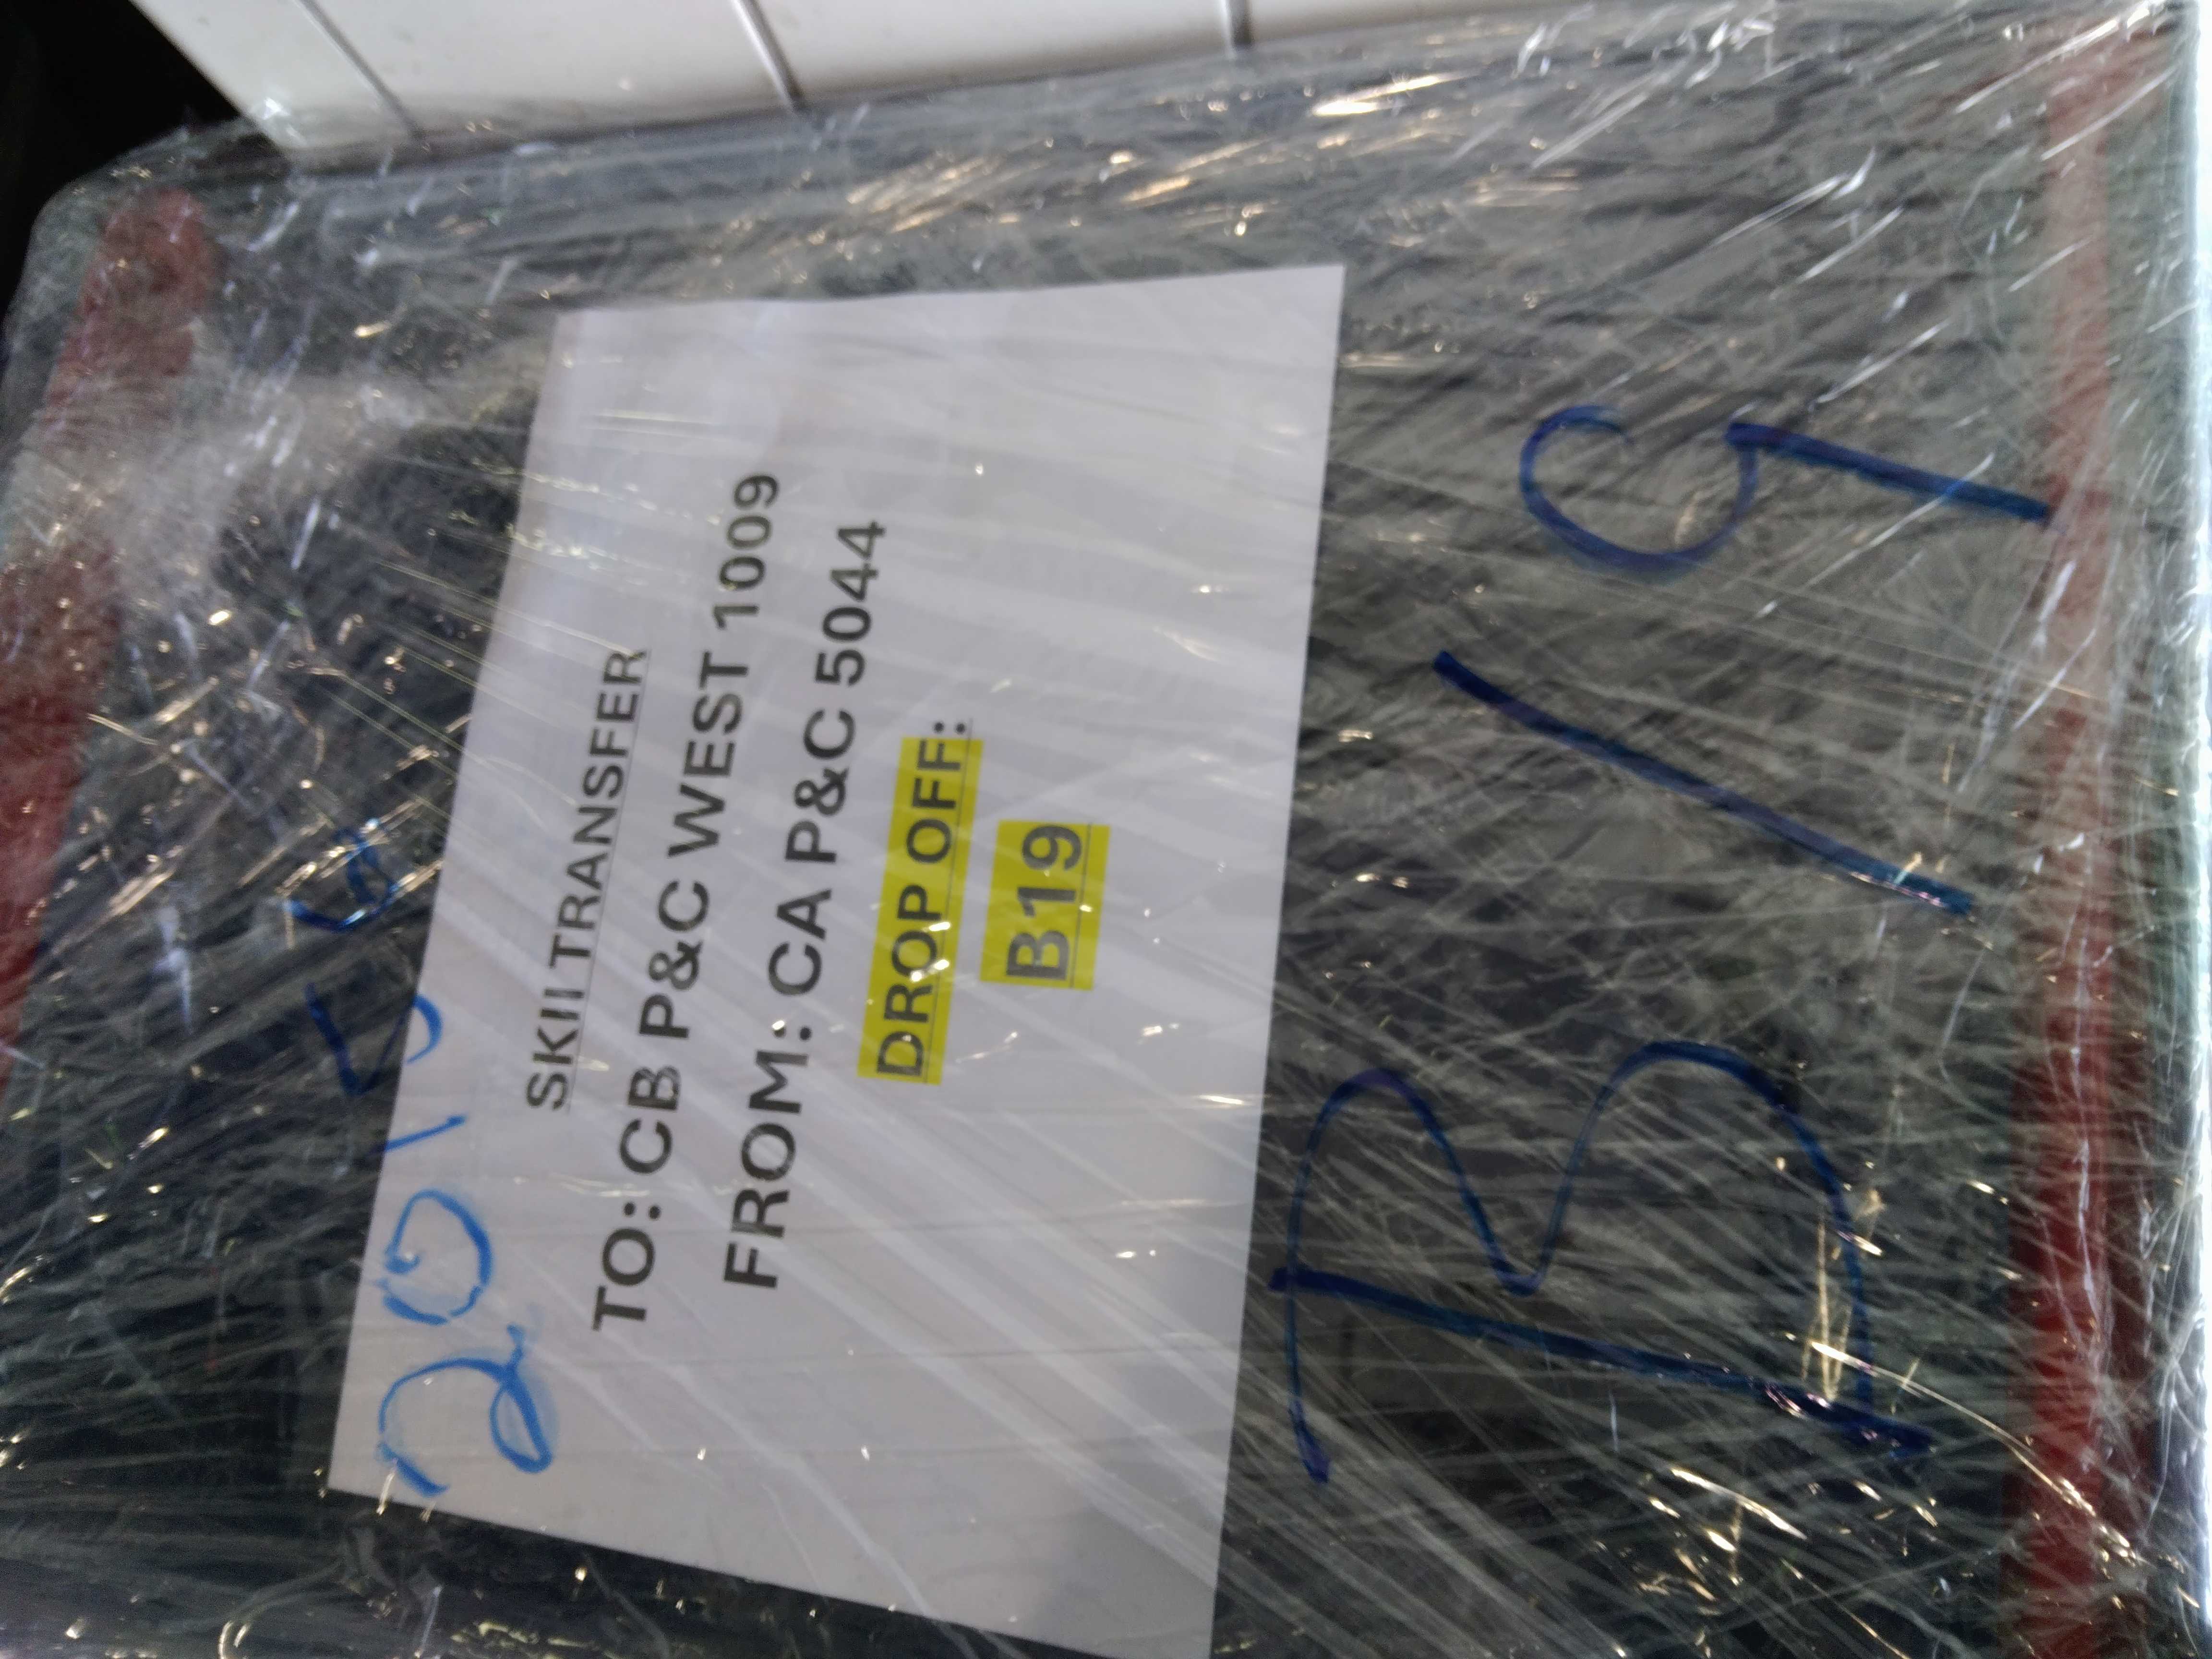 SKII TRANSFER
TO: CB P&C WEST 1009
FROM: CA P&C 5044
DROP OFF:
B19
B19